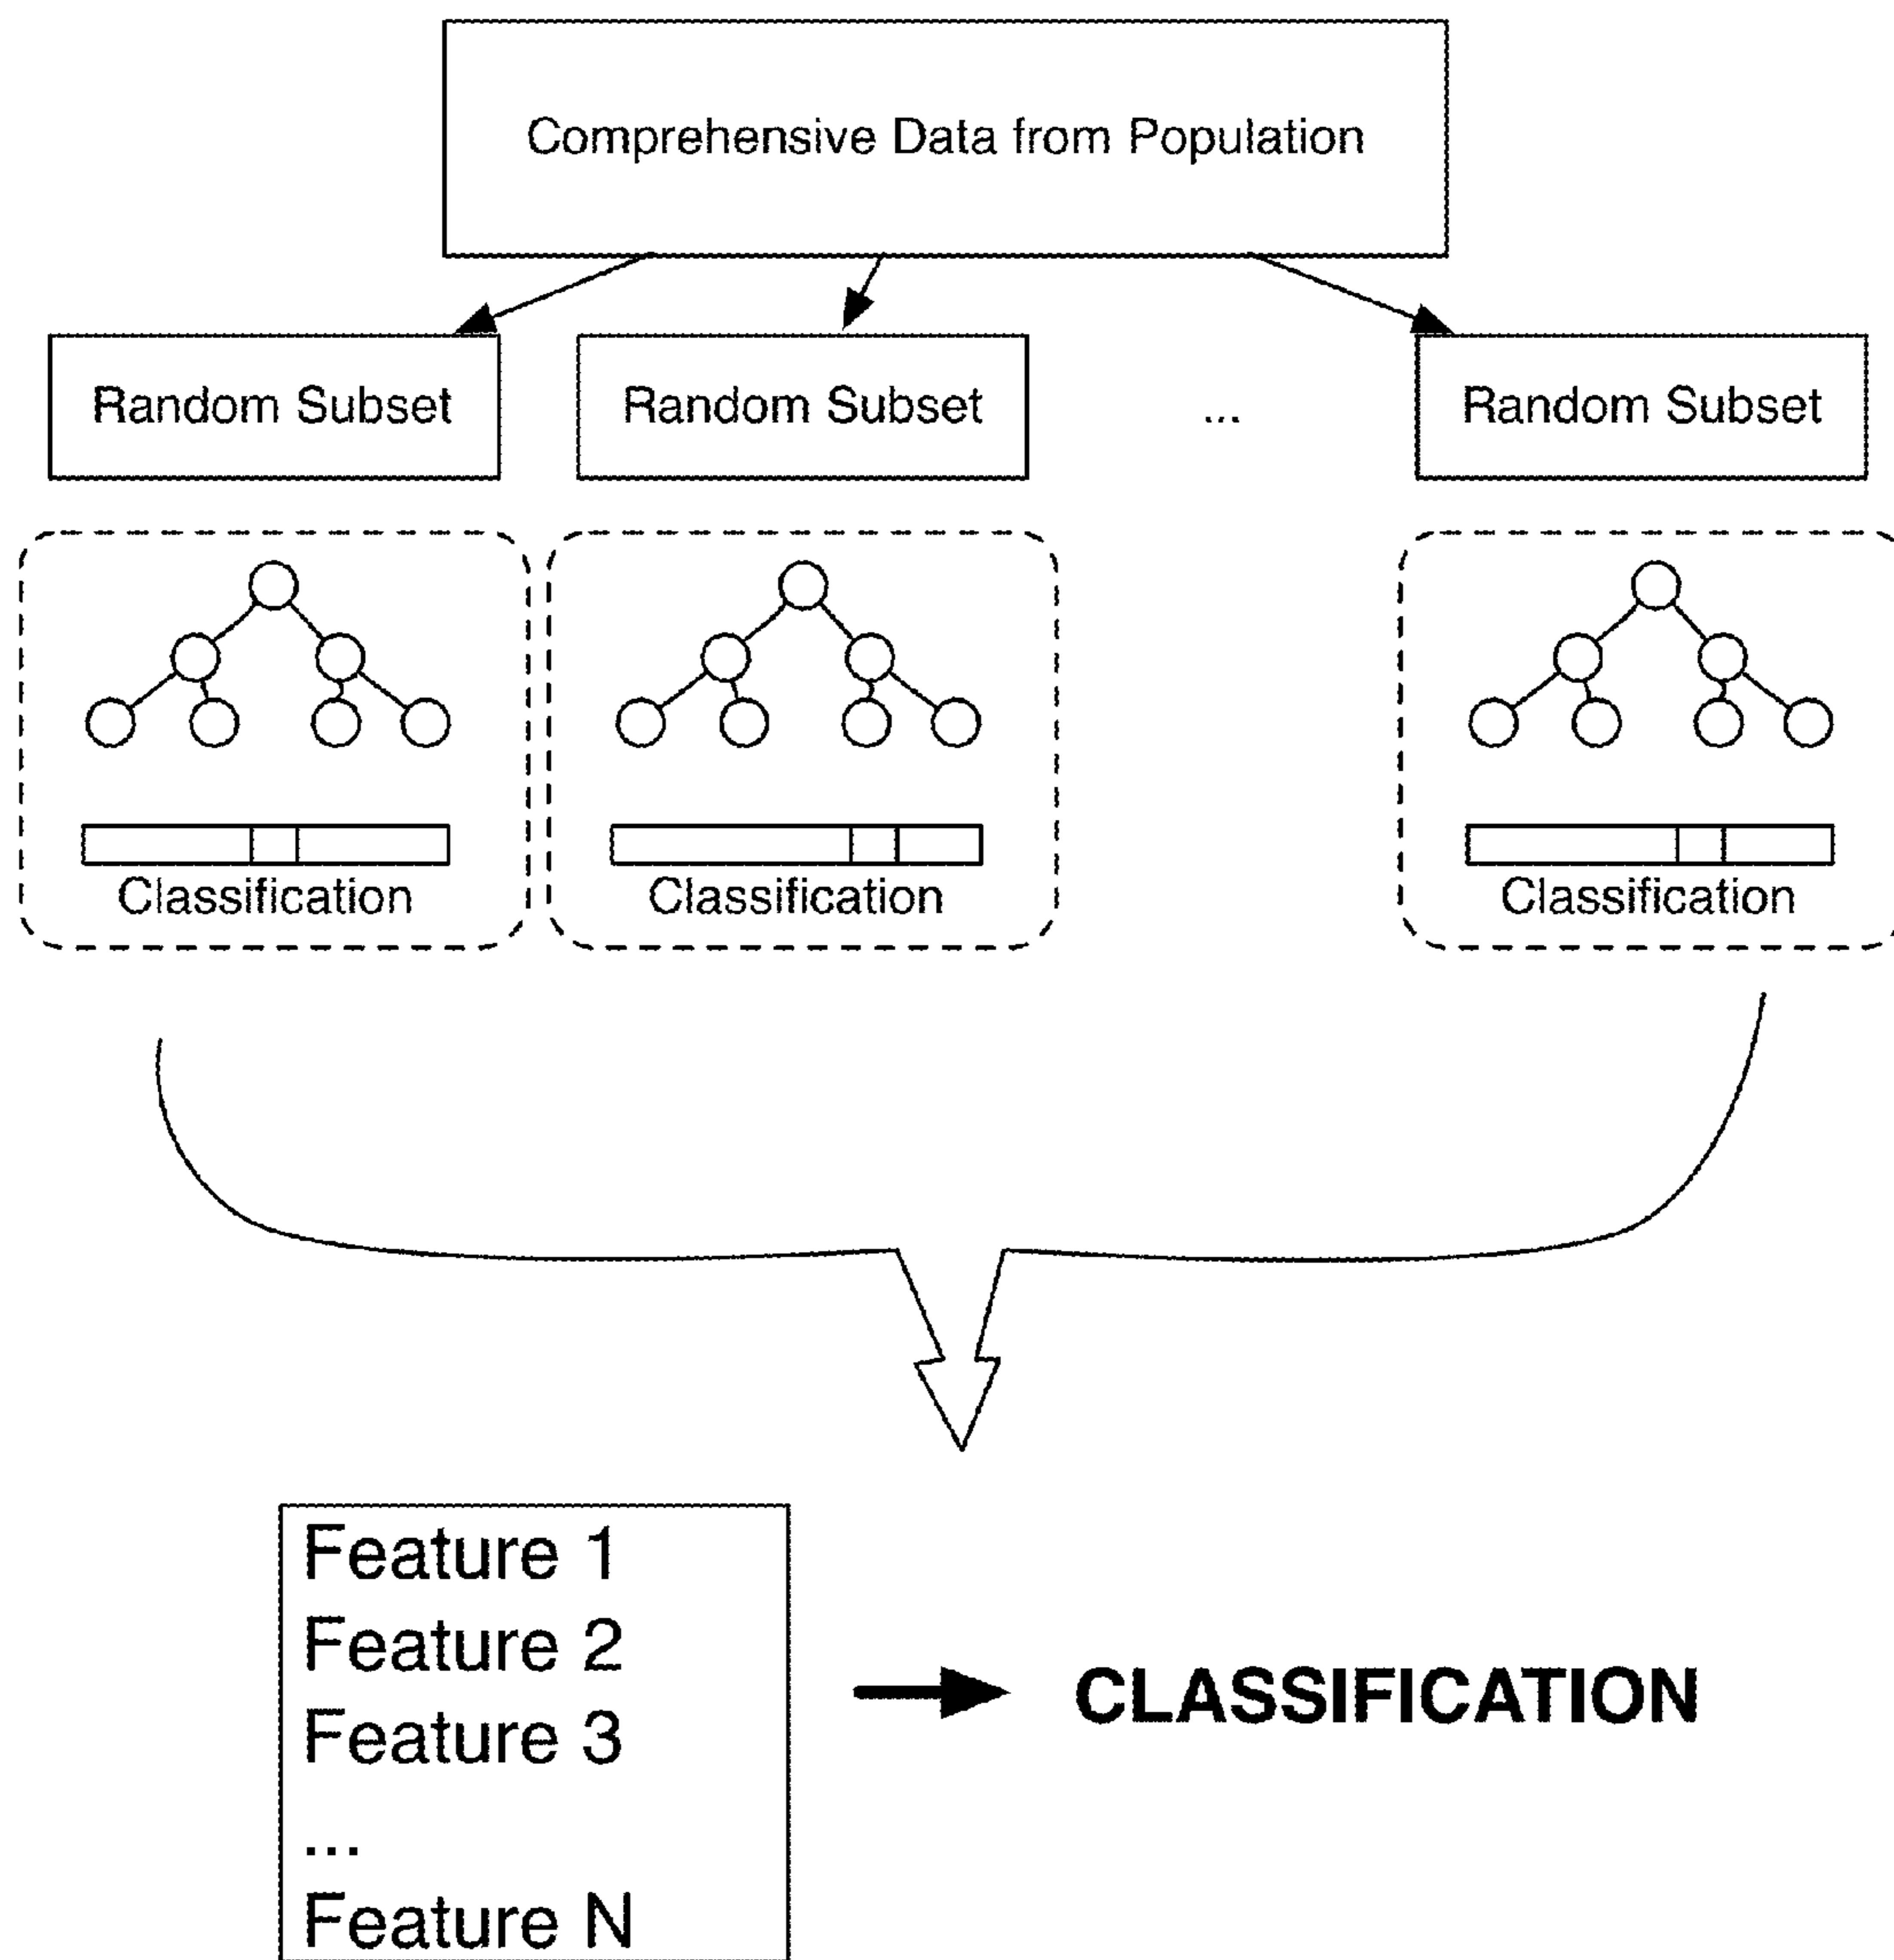 Comprehensive Data from Population
Random Subset
Random Subset
...
Random Subset
Classification
Classification
Classification
Feature 1
Feature 2
Feature 3
...
Feature N
CLASSIFICATION